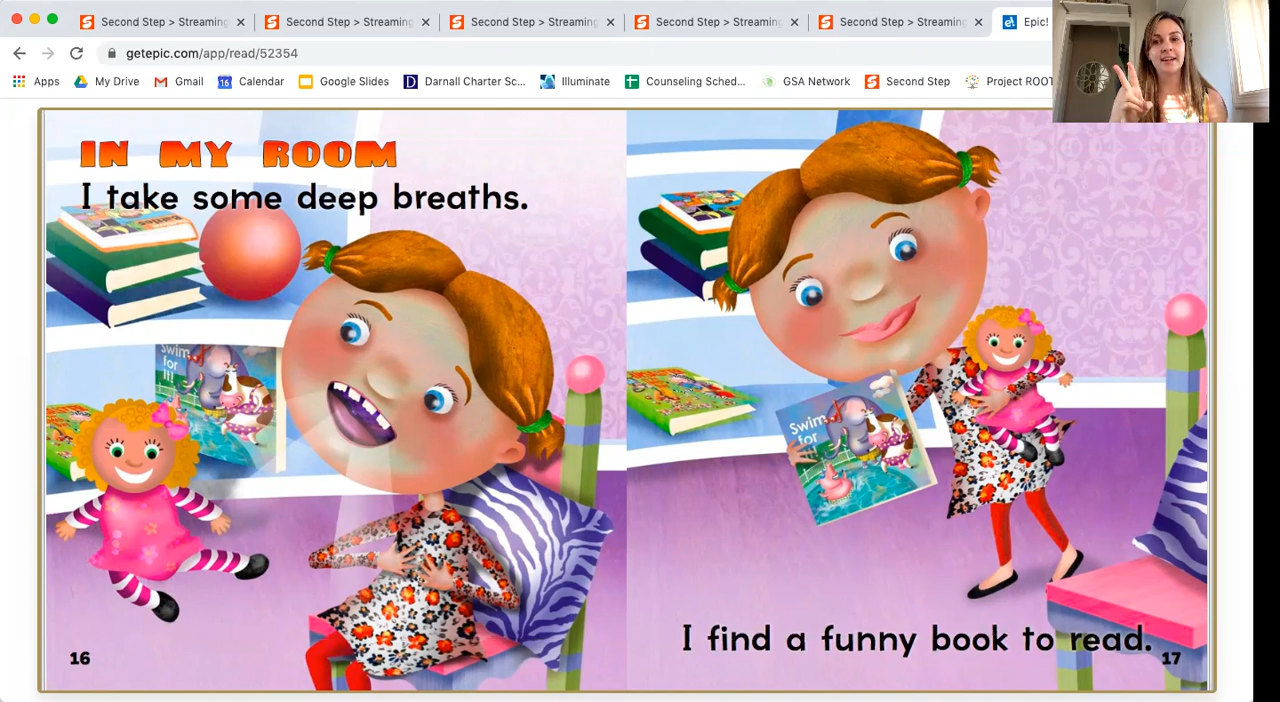 Second Step > Streaming
Second Step > Streaming
Second Step > Streaming
Second Step > Streaming
Second Step > Streaming
Epic!
getepic.com/app/read/52354
Apps
My Drive
Gmail
16
Calendar
Google Slides
D
Darnall Charter Sc...
Illuminate
Counseling Sched...
GSA Network
Second Step
Project ROOT
IN MY ROOM
I take some deep breaths.
Swim
for
It!
16
Swim
for
I find a funny book to read.
17